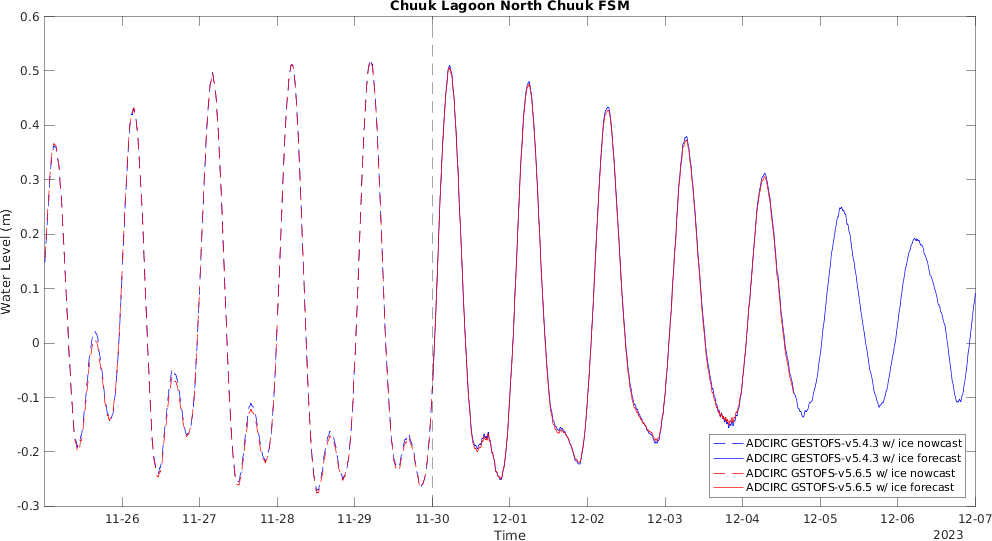 Chuuk Lagoon North Chuuk FSM
0.6
0.5
0.4
0.3
0.2
0.1
0
-0.1
-0.2
-0.3
Water Level (m)
11-26 11-27 11-28 11-29 11-30 12-01 12-02 12-03 12-04 12-05 12-06 12-07
Time
2023
ADCIRC GESTOFS-v5.4.3 w/ ice nowcast
ADCIRC GESTOFS-v5.4.3 w/ ice forecast
ADCIRC GSTOFS-v5.6.5 w/ ice nowcast
ADCIRC GSTOFS-v5.6.5 w/ ice forecast